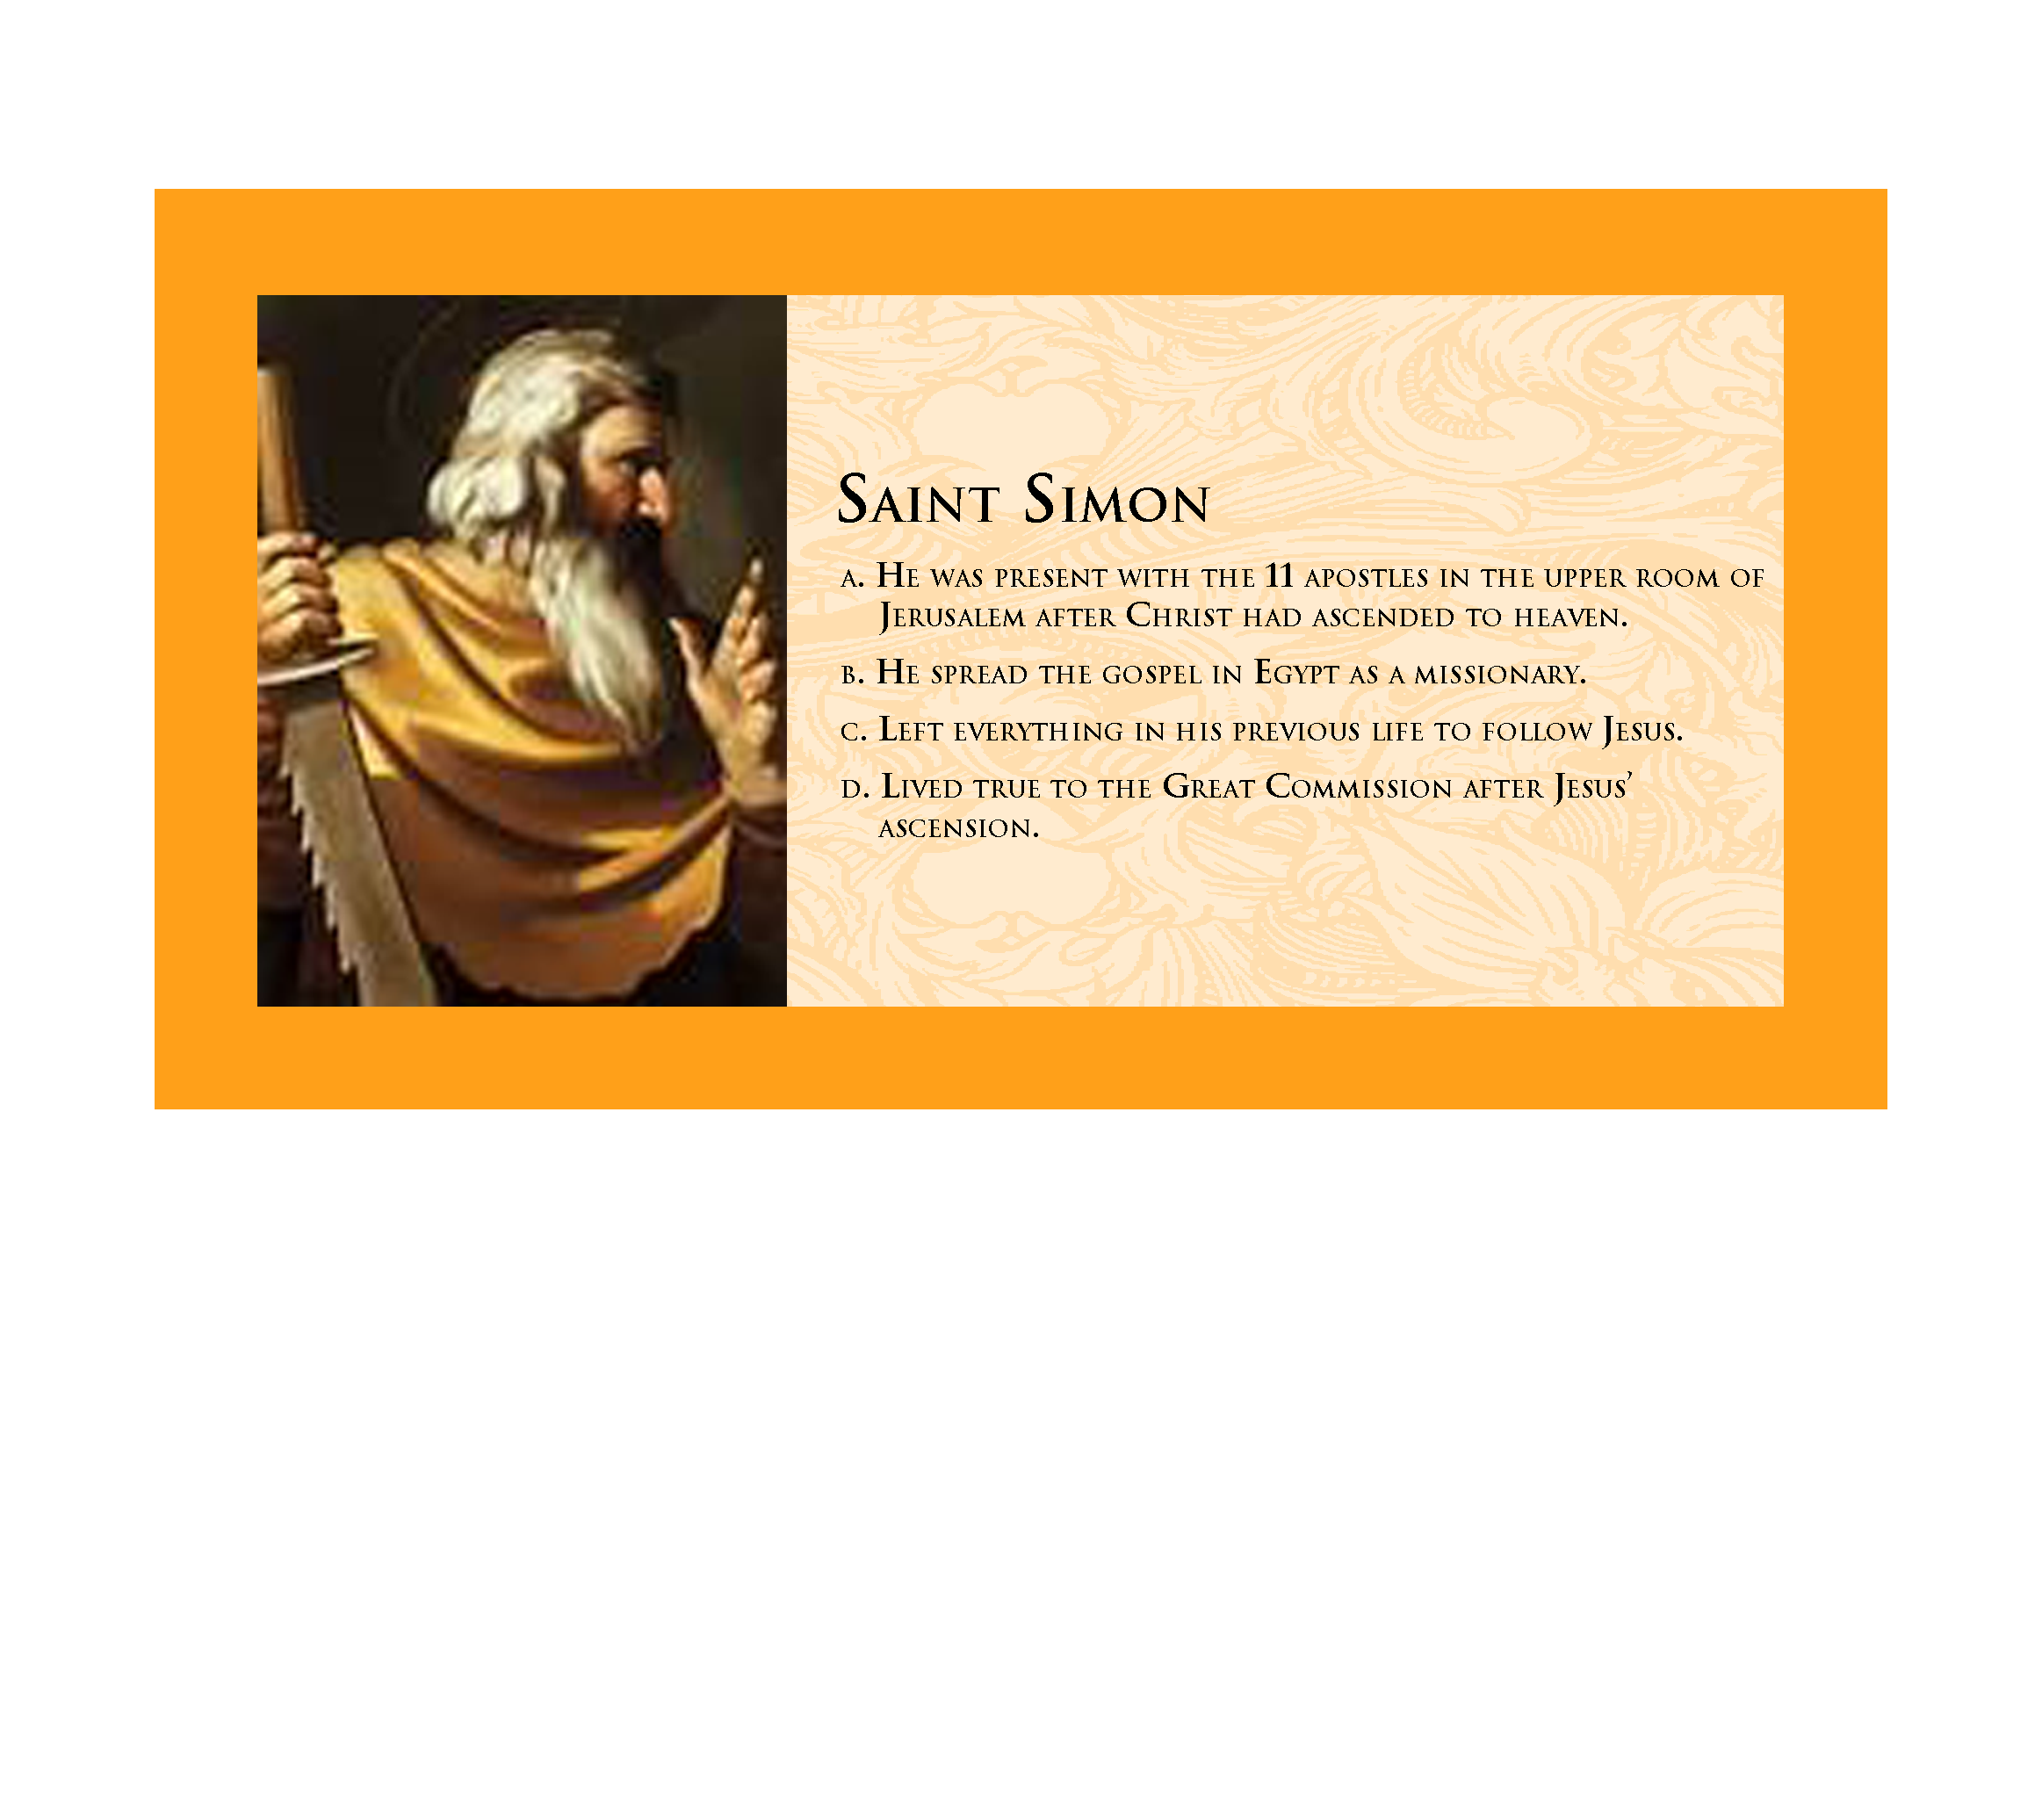 Saint Simon
a. He was present with the 11 apostles in the upper room of
Jerusalem after Christ had ascended to heaven.
b. He spread the gospel in Egypt as a missionary.
c. Left everything in his previous life to follow Jesus.
d. Lived true to the Great Commission after Jesus’
ascension.